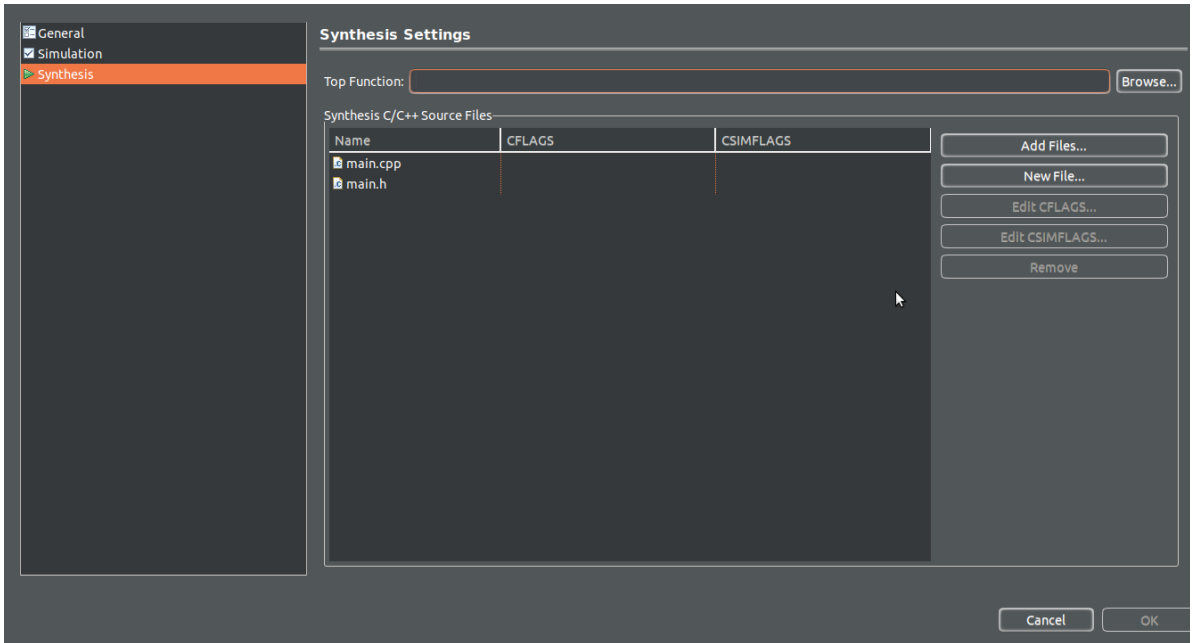 General
Simulation
Synthesis
Synthesis Settings
Top Function: Browse...
Synthesis C/C++ Source Files
Name CFLAGS CSIMFLAGS
main.cpp
main.h
Add Files...
New File...
Edit CFLAGS...
Edit CSIMFLAGS...
Remove
Cancel OK